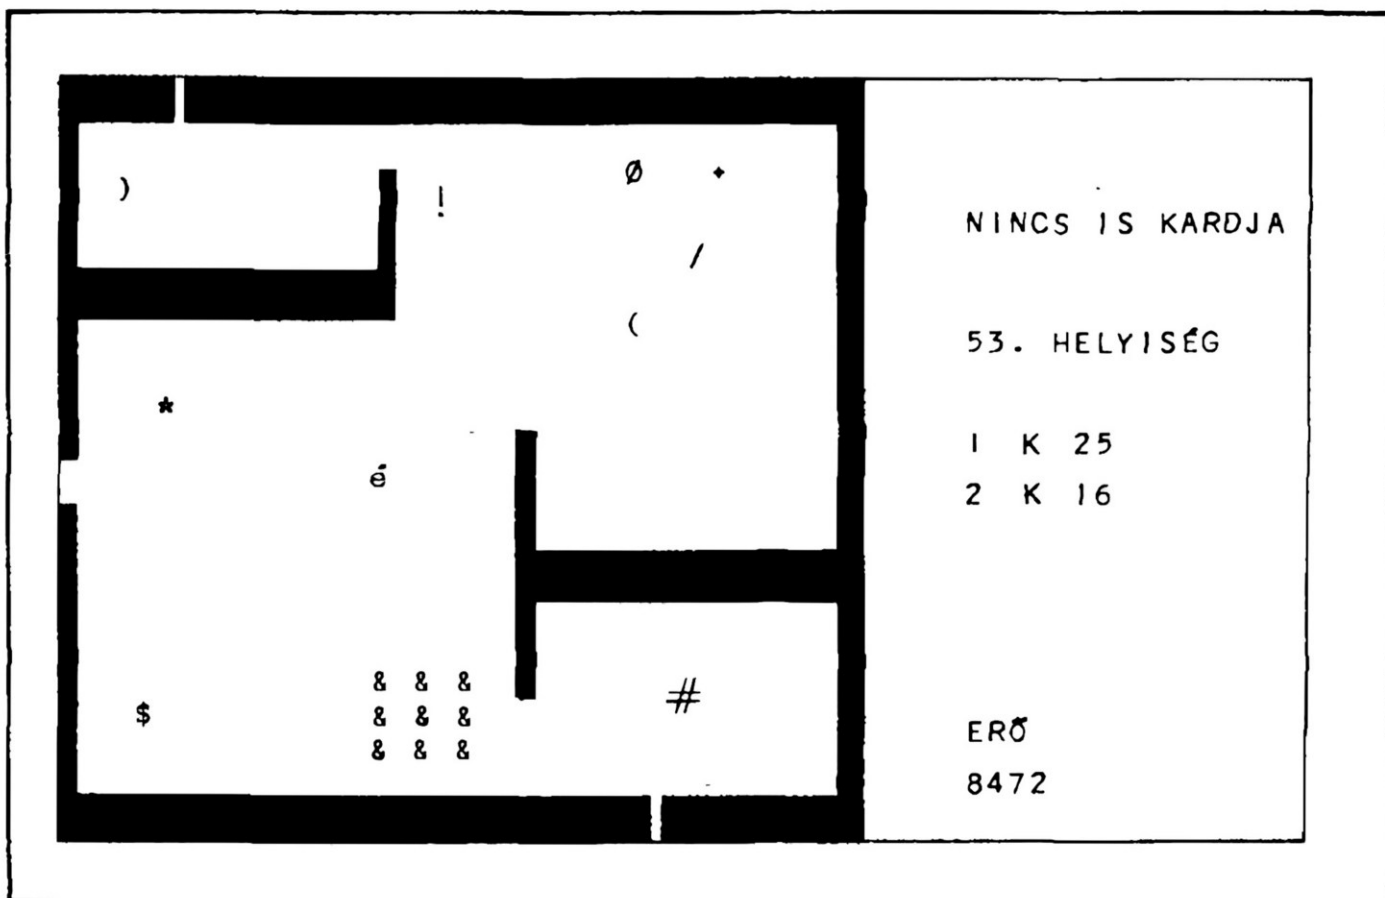 ) ! Ø +
/
(
*
é
& & &
$ & & & #
& & &
NINCS IS KARDJA
53. HELYISÉG
1 K 25
2 K 16
ERŐ
8472